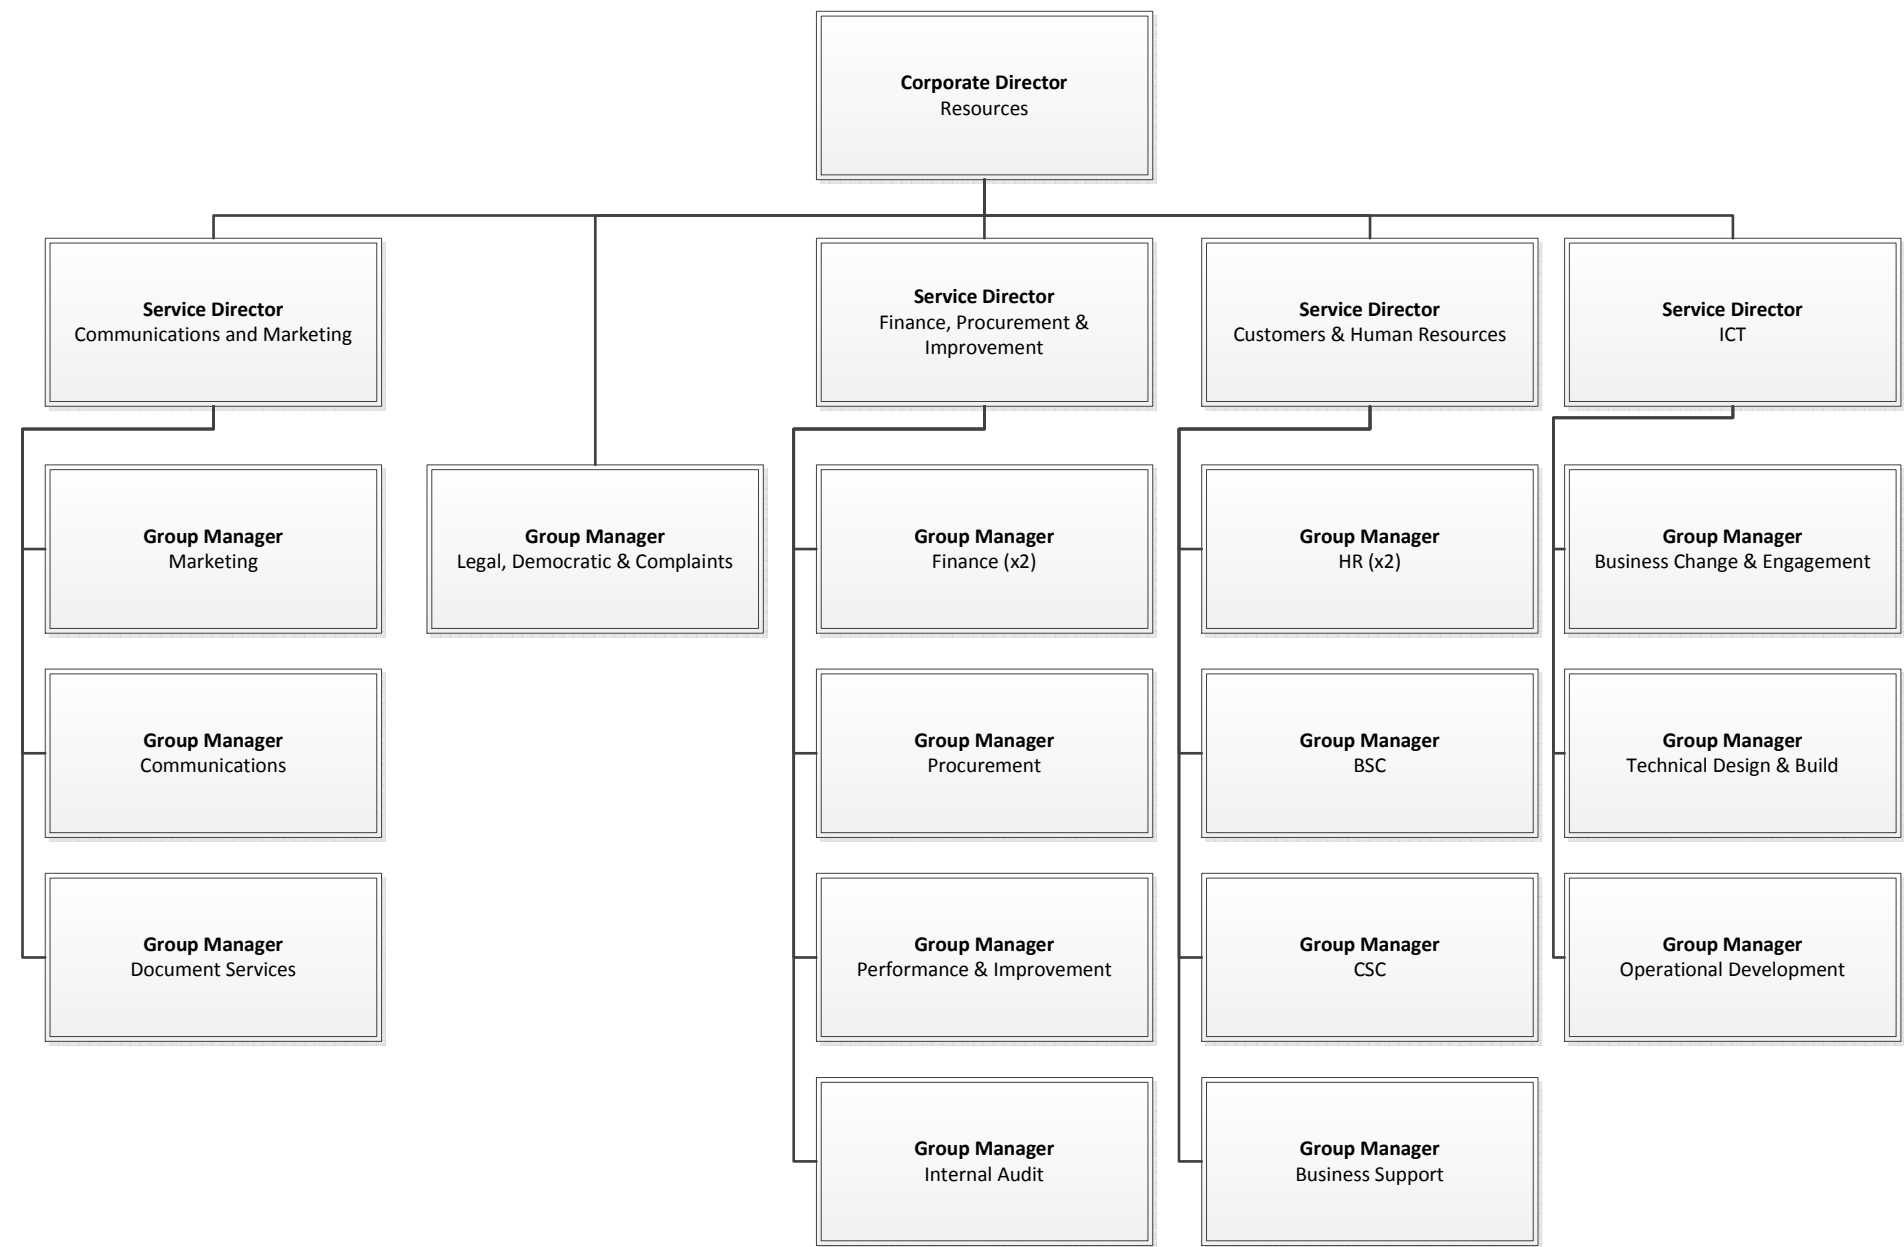 Corporate Director
Resources
Service Director
Communications and Marketing
Service Director
Finance, Procurement &
Improvement
Service Director
Customers & Human Resources
Service Director
ICT
Group Manager
Marketing
Group Manager
Legal, Democratic & Complaints
Group Manager
Finance (x2)
Group Manager
HR (x2)
Group Manager
Business Change & Engagement
Group Manager
Communications
Group Manager
Procurement
Group Manager
BSC
Group Manager
Technical Design & Build
Group Manager
Document Services
Group Manager
Performance & Improvement
Group Manager
CSC
Group Manager
Operational Development
Group Manager
Internal Audit
Group Manager
Business Support